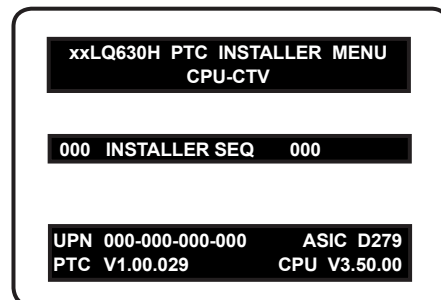 xxLQ630H PTC INSTALLER MENU
CPU-CTV
000 INSTALLER SEQ 000
UPN 000-000-000-000 ASIC D279
PTC V1.00.029 CPU V3.50.00